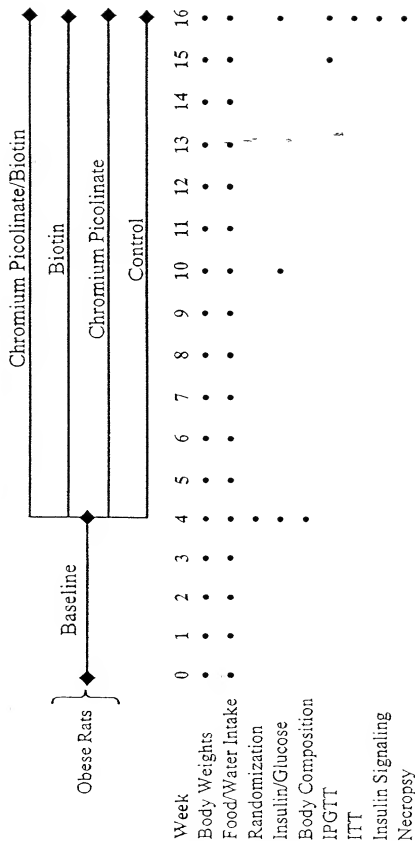 Chromium Picolinate/Biotin
Biotin
Chromium Picolinate
Control
Baseline
Obese Rats
Week 0 1 2 3 4 5 6 7 8 9 10 11 12 13 14 15 16
Body Weights
Food/Water Intake
Randomization
Insulin/Glucose
Body Composition
IPGTT
ITT
Insulin Signaling
Necropsy